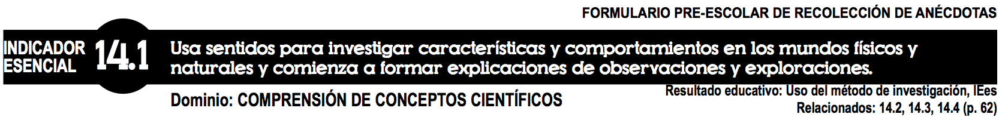 FORMULARIO PRE-ESCOLAR DE RECOLECCIÓN DE ANÉCDOTAS
INDICADOR
ESENCIAL
14.1
Usa sentidos para investigar características y comportamientos en los mundos físicos y
naturales y comienza a formar explicaciones de observaciones y exploraciones.
Dominio: COMPRENSIÓN DE CONCEPTOS CIENTÍFICOS
Resultado educativo: Uso del método de investigación, IEes
Relacionados: 14.2, 14.3, 14.4 (p. 62)